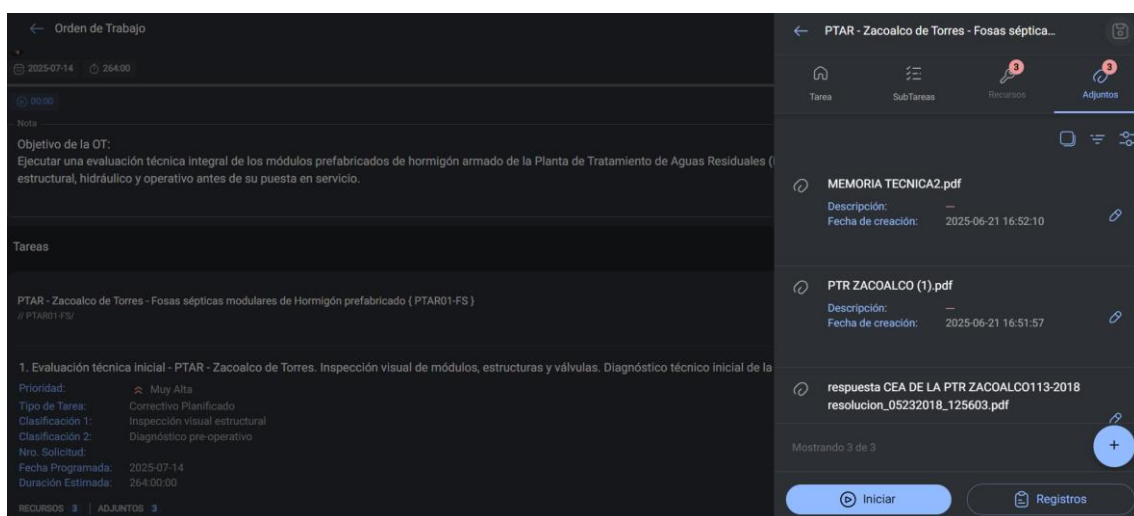 Orden de Trabajo
2025-07-14 264:00
00:00
Nota
Objetivo de la OT:
Ejecutar una evaluación técnica integral de los módulos prefabricados de hormigón armado de la Planta de Tratamiento de Aguas Residuales
estructural, hidráulico y operativo antes de su puesta en servicio.
Tareas
PTAR - Zacoalco de Torres - Fosas sépticas modulares de Hormigón prefabricado { PTAR01-FS }
// PTAR01-FS/
1. Evaluación técnica inicial - PTAR - Zacoalco de Torres. Inspección visual de módulos, estructuras y válvulas. Diagnóstico técnico inicial de la
Prioridad: Muy Alta
Tipo de Tarea: Correctivo Planificado
Clasificación 1: Inspección visual estructural
Clasificación 2: Diagnóstico pre-operativo
Nro. Solicitud:
Fecha Programada: 2025-07-14
Duración Estimada: 264:00:00
RECURSOS 3 | ADJUNTOS 3
PTAR - Zacoalco de Torres - Fosas séptica...
3 3
Tarea SubTareas Recursos Adjuntos
MEMORIA TECNICA2.pdf
Descripción: —
Fecha de creación: 2025-06-21 16:52:10
PTR ZACOALCO (1).pdf
Descripción: —
Fecha de creación: 2025-06-21 16:51:57
respuesta CEA DE LA PTR ZACOALCO113-2018
resolucion_05232018_125603.pdf
Mostrando 3 de 3
+
Iniciar Registros